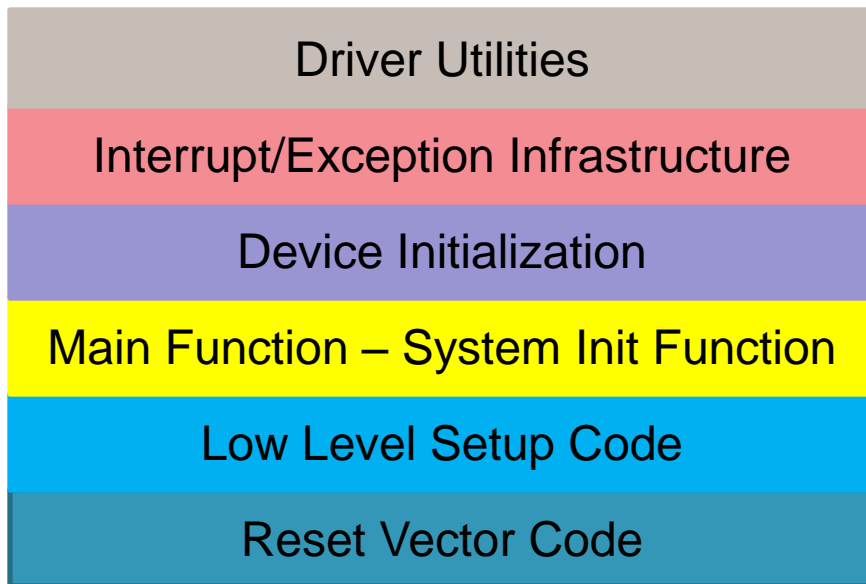 Driver Utilities
Interrupt/Exception Infrastructure
Device Initialization
Main Function – System Init Function
Low Level Setup Code
Reset Vector Code